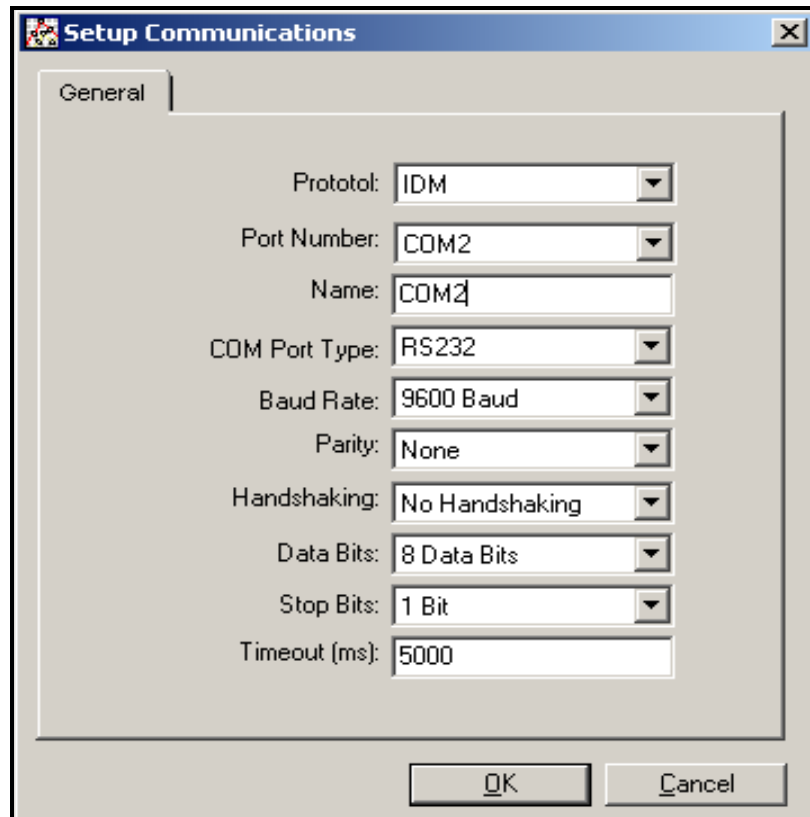 Setup Communications
General
Prototol: IDM
Port Number: COM2
Name: COM2
COM Port Type: RS232
Baud Rate: 9600 Baud
Parity: None
Handshaking: No Handshaking
Data Bits: 8 Data Bits
Stop Bits: 1 Bit
Timeout (ms): 5000
OK Cancel